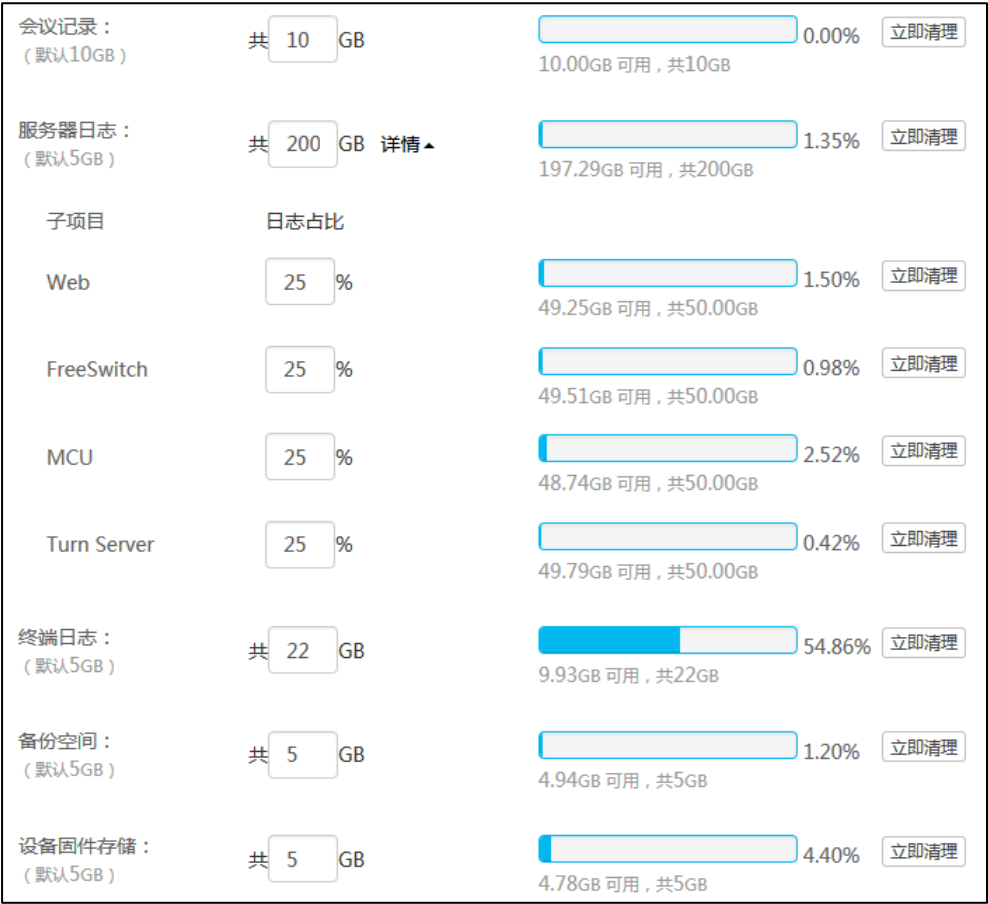 会议记录：
共 10 GB
0.00% 立即清理
（默认10GB）
10.00GB 可用，共10GB
服务器日志：
共 200 GB 详情
1.35% 立即清理
（默认5GB）
197.29GB 可用，共200GB
子项目 日志占比
Web 25 %
1.50% 立即清理
49.25GB 可用，共50.00GB
FreeSwitch 25 %
0.98% 立即清理
49.51GB 可用，共50.00GB
MCU 25 %
2.52% 立即清理
48.74GB 可用，共50.00GB
Turn Server 25 %
0.42% 立即清理
49.79GB 可用，共50.00GB
终端日志：
共 22 GB
54.86% 立即清理
（默认5GB）
9.93GB 可用，共22GB
备份空间：
共 5 GB
1.20% 立即清理
（默认5GB）
4.94GB 可用，共5GB
设备固件存储：
共 5 GB
4.40% 立即清理
（默认5GB）
4.78GB 可用，共5GB